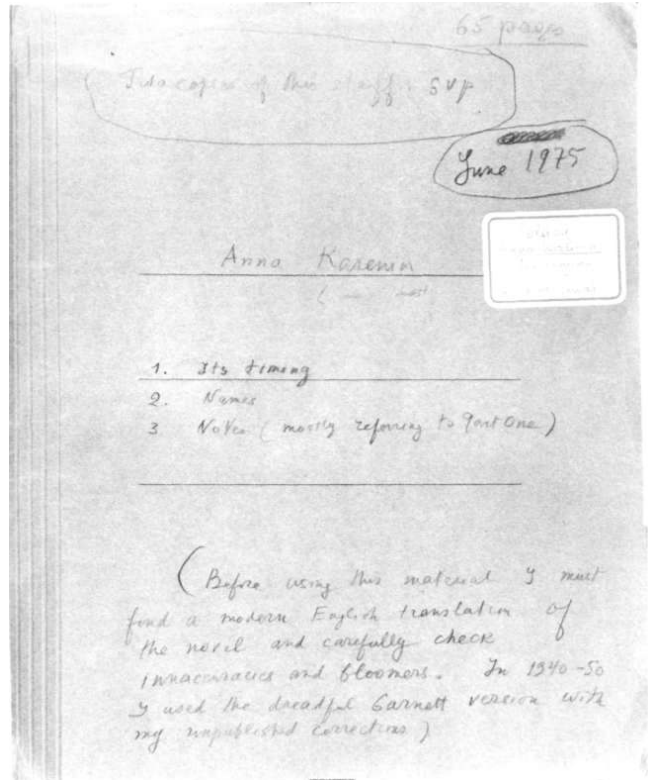 65 pages
Two copies of this stuff, svp
June 1975
Anna Karenin
1. Its timing
2. Names
3 Notes (mostly referring to Part One)
(Before using this material I must
find a modern English translation of
the novel and carefully check
innaccuracies and bloomers. In 1940-50
I used the dreadful Garnett version with
my unpublished corrections)